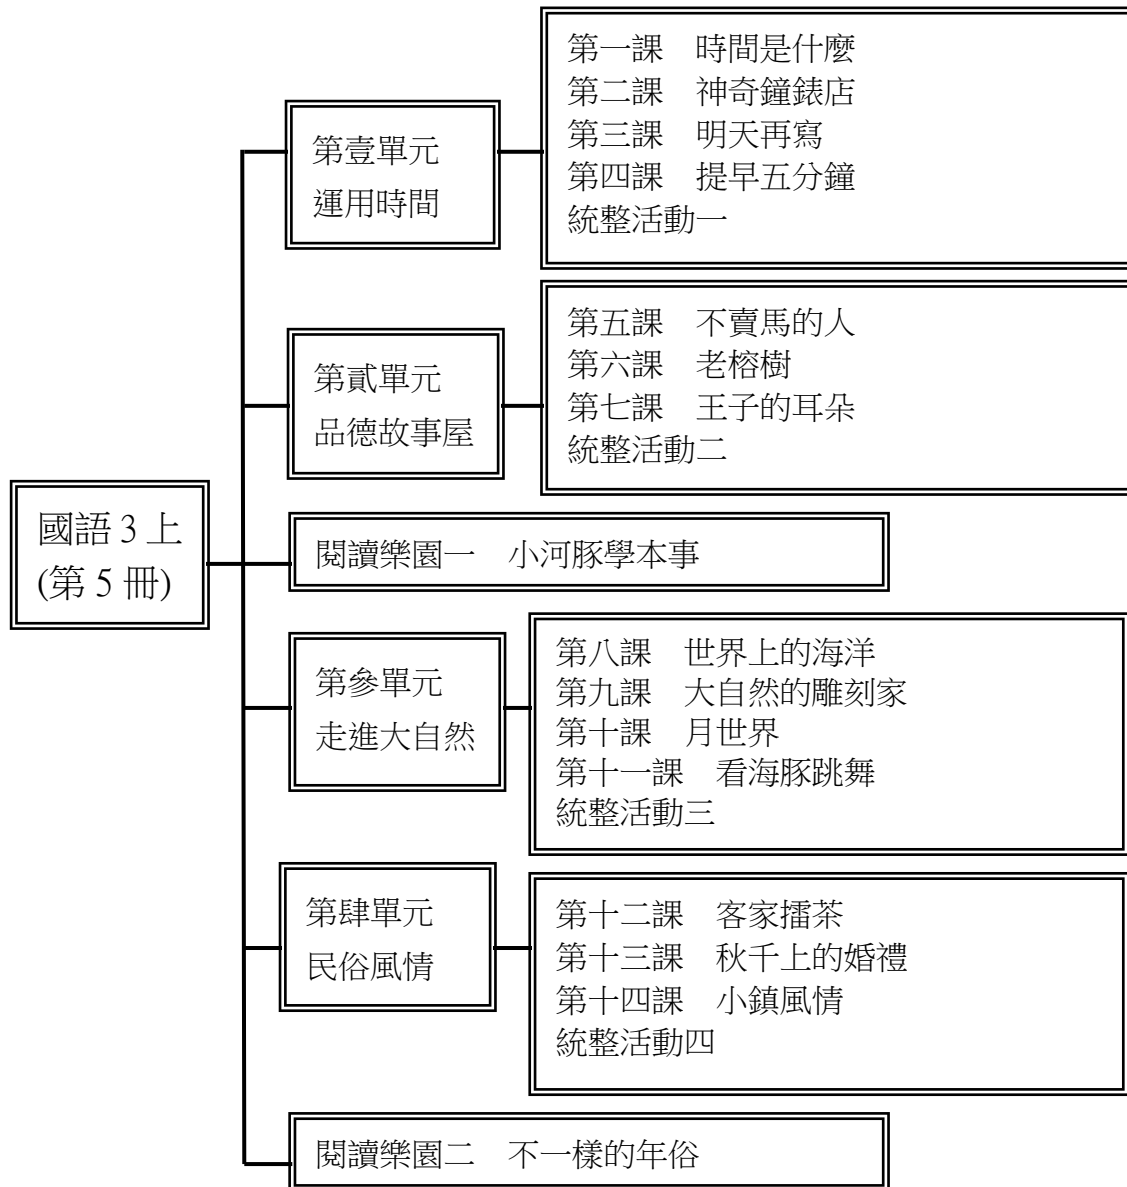 國語 3 上
(第 5 冊)
第壹單元
運用時間
第一課　時間是什麼
第二課　神奇鐘錶店
第三課　明天再寫
第四課　提早五分鐘
統整活動一
第貳單元
品德故事屋
第五課　不賣馬的人
第六課　老榕樹
第七課　王子的耳朵
統整活動二
閱讀樂園一　小河豚學本事
第參單元
走進大自然
第八課　世界上的海洋
第九課　大自然的雕刻家
第十課　月世界
第十一課　看海豚跳舞
統整活動三
第肆單元
民俗風情
第十二課　客家擂茶
第十三課　秋千上的婚禮
第十四課　小鎮風情
統整活動四
閱讀樂園二　不一樣的年俗